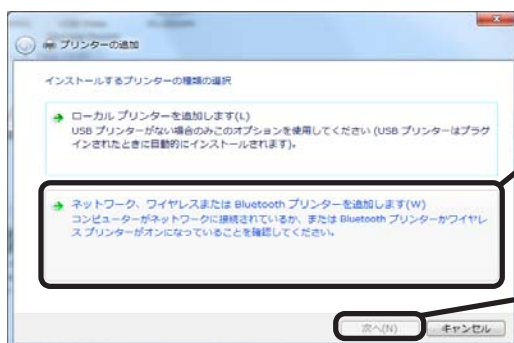 プリンターの追加
インストールするプリンターの種類の選択
ローカル プリンターを追加します(L)
USB プリンターがない場合のみこのオプションを使用してください (USB プリンターはプラグ
インされたときに自動的にインストールされます)。
ネットワーク、ワイヤレスまたは Bluetooth プリンターを追加します(W)
コンピューターがネットワークに接続されているか、または Bluetooth プリンターかワイヤレ
ス プリンターがオンになっていることを確認してください。
次へ(N) キャンセル